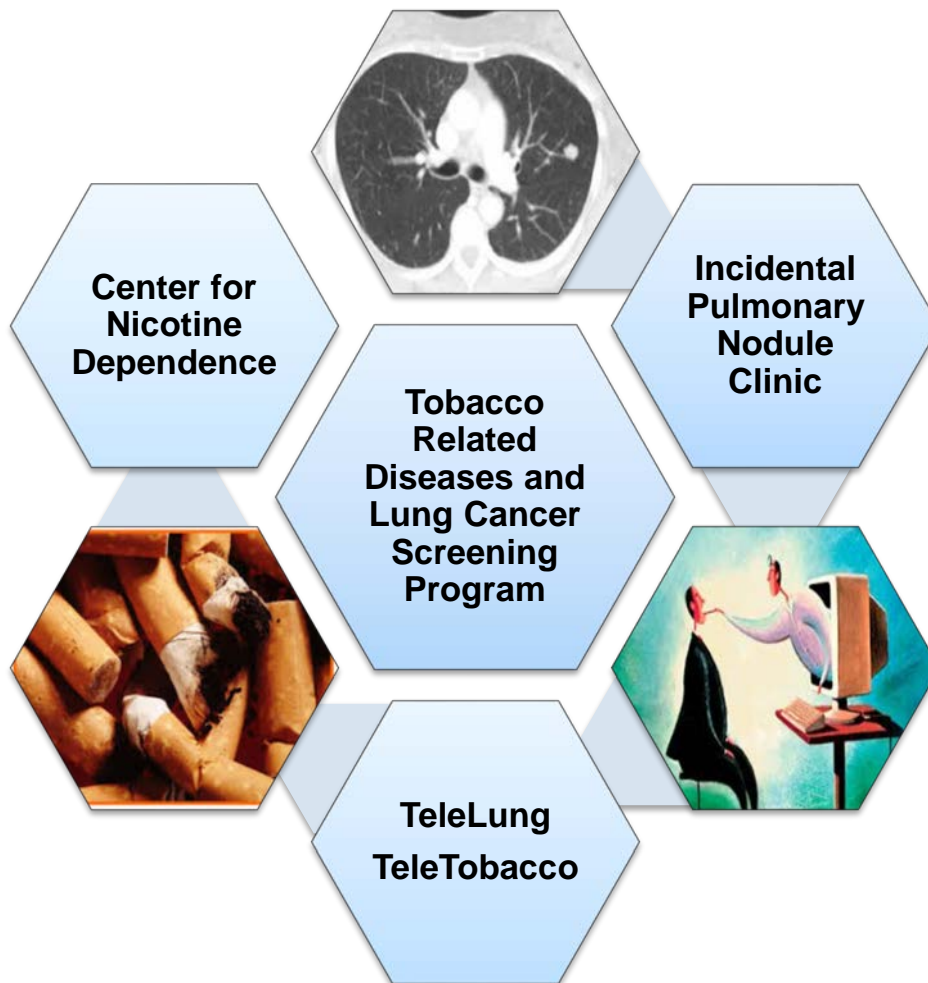 Center for
Nicotine
Dependence
Incidental
Pulmonary
Nodule
Clinic
Tobacco
Related
Diseases and
Lung Cancer
Screening
Program
TeleLung
TeleTobacco